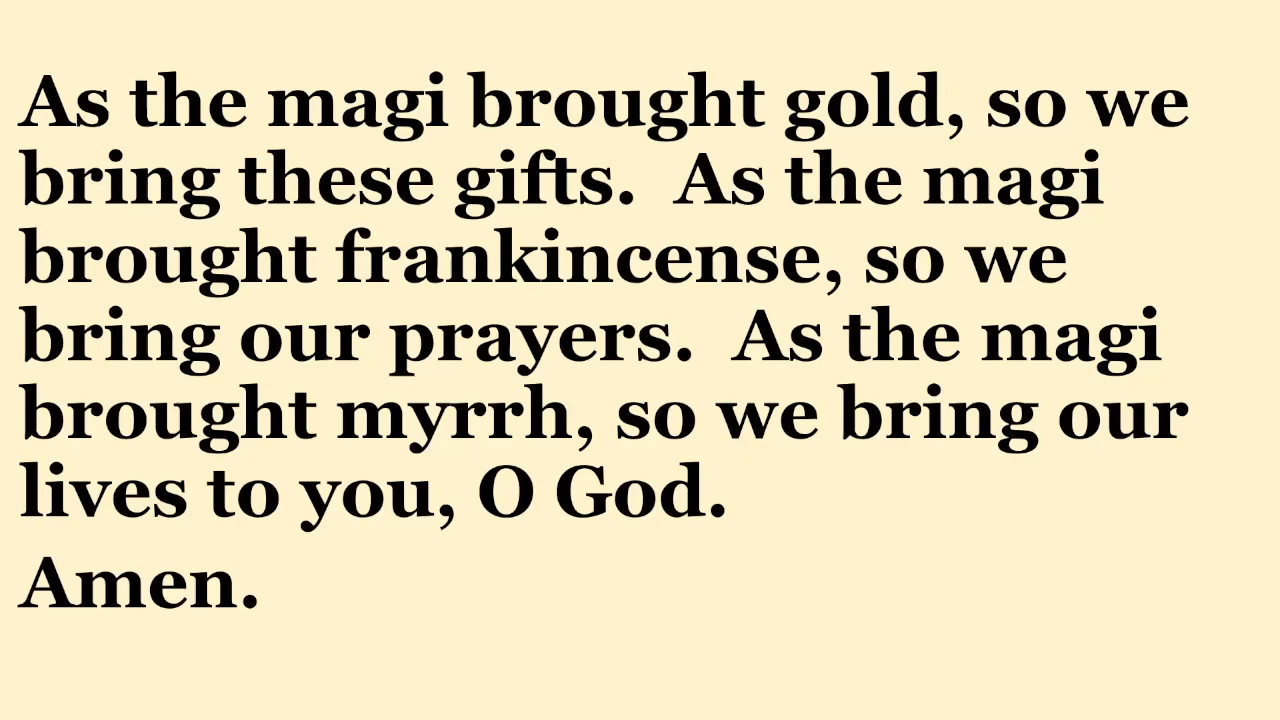 As the magi brought gold, so we
bring these gifts.  As the magi
brought frankincense, so we
bring our prayers.  As the magi
brought myrrh, so we bring our
lives to you, O God.
Amen.